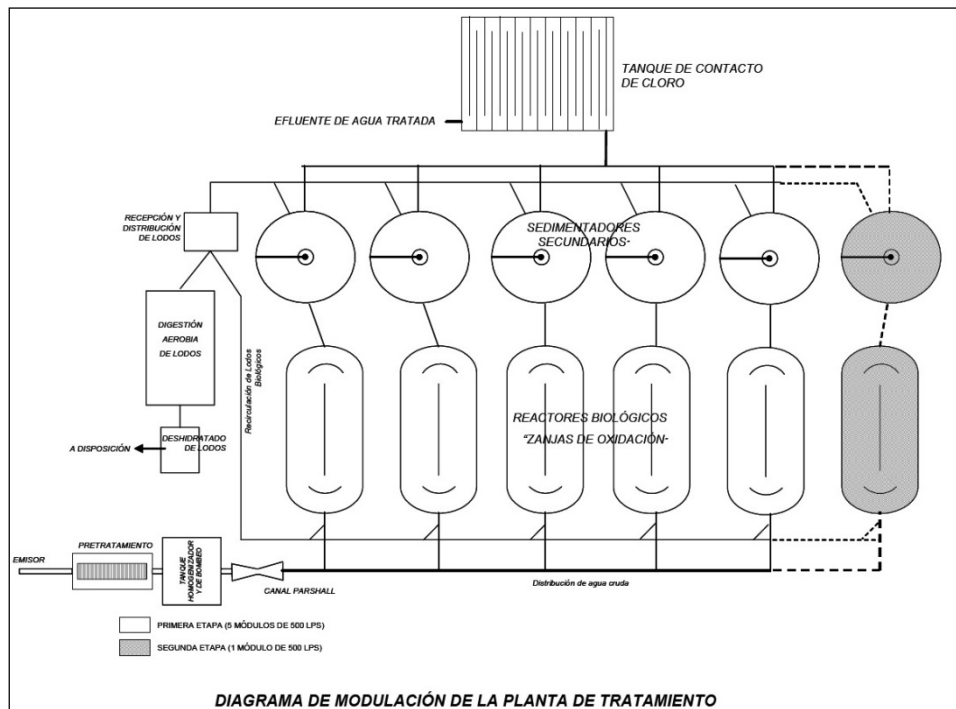 TANQUE DE CONTACTO
DE CLORO
EFLUENTE DE AGUA TRATADA
RECEPCIÓN Y
DISTRIBUCIÓN
DE LODOS
SEDIMENTADORES
SECUNDARIOS-
DIGESTIÓN
AEROBIA
DE LODOS
Recirculación de Lodos
Biológicos
REACTORES BIOLÓGICOS
"ZANJAS DE OXIDACIÓN-
DESHIDRATADO
DE LODOS
A DISPOSICIÓN
PRETRATAMIENTO
EMISOR
TANQUE
HOMOGENIZADOR
Y DE BOMBEO
CANAL PARSHALL
Distribución de agua cruda
PRIMERA ETAPA (5 MÓDULOS DE 500 LPS)
SEGUNDA ETAPA (1 MÓDULO DE 500 LPS)
DIAGRAMA DE MODULACIÓN DE LA PLANTA DE TRATAMIENTO